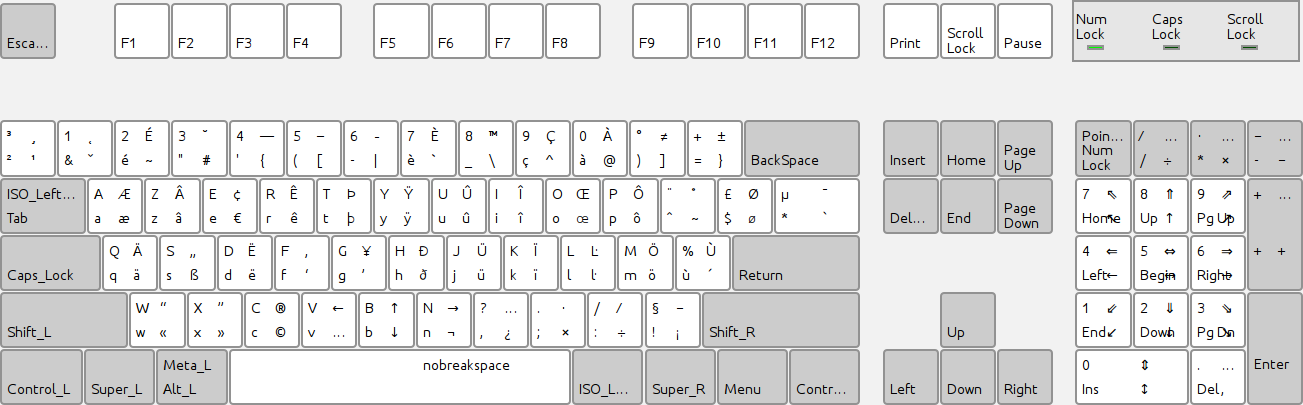 Esca... F1 F2 F3 F4 F5 F6 F7 F8 F9 F10 F11 F12 Print Scroll Lock Pause Num Lock Caps Lock Scroll Lock
³ ¸ 1 ˛ 2 É 3 ˘ 4 — 5 – 6 - 7 È 8 ™ 9 Ç 0 À ° ≠ + ±
² ¹ & ˇ é ~ " # ' { ( [ - | è ` _ \ ç ^ à @ ) ] = } BackSpace
Insert Home Page Up
Poin... Num Lock / ... · ... − ...
/ ÷ * × - −
ISO_Left... A Æ Z Â E ¢ R Ê T Þ Y Ÿ U Û I Î O Œ P Ô ¨ ˚ £ Ø µ ¯
Tab a æ z â e € r ê t þ y ÿ u û i î o œ p ô ^ ~ $ ø * `
Del... End Page Down
7 ⇖ 8 ⇑ 9 ⇗ + ...
Home ↖ Up ↑ Pg Up ↗
Q Ä S „ D Ë F ‚ G ¥ H Ð J Ü K Ï L Ŀ M Ö % Ù
Caps_Lock q ä s ß d ë f ‘ g ’ h ð j ü k ï l ŀ m ö ù ´ Return
4 ⇐ 5 ⇔ 6 ⇒ + +
Left ← Begin ↔ Right →
W “ X ” C ® V ← B ↑ N → ? ... . · / ⁄ § −
Shift_L w « x » c © v ... b ↓ n ¬ , ¿ ; × : ÷ ! ¡ Shift_R
Up
1 ⇙ 2 ⇓ 3 ⇘
End ↙ Down ↓ Pg Dn ↘
Meta_L nobreakspace
Control_L Super_L Alt_L ISO_L... Super_R Menu Contr...
Left Down Right
0 ⇕ . ... Enter
Ins ↕ Del ,